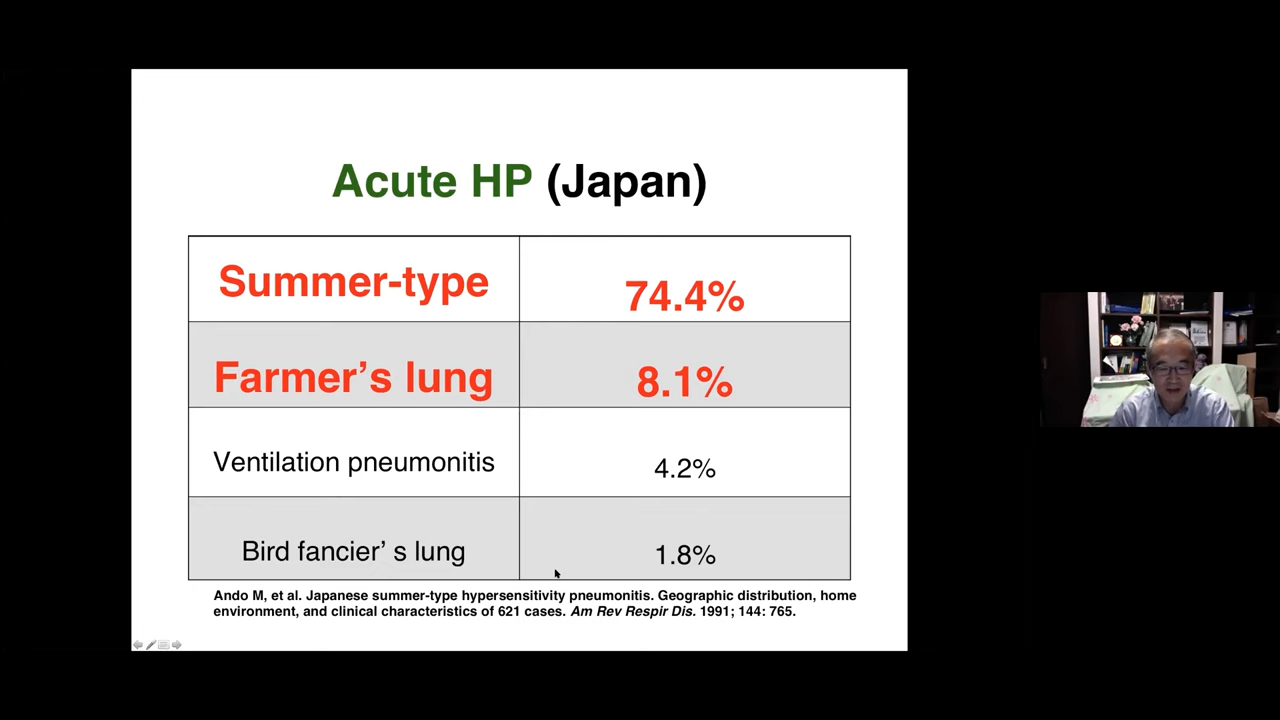 Acute HP (Japan)
Summer-type 74.4%
Farmer’s lung 8.1%
Ventilation pneumonitis 4.2%
Bird fancier’ s lung 1.8%
Ando M, et al. Japanese summer-type hypersensitivity pneumonitis. Geographic distribution, home
environment, and clinical characteristics of 621 cases. Am Rev Respir Dis. 1991; 144: 765.